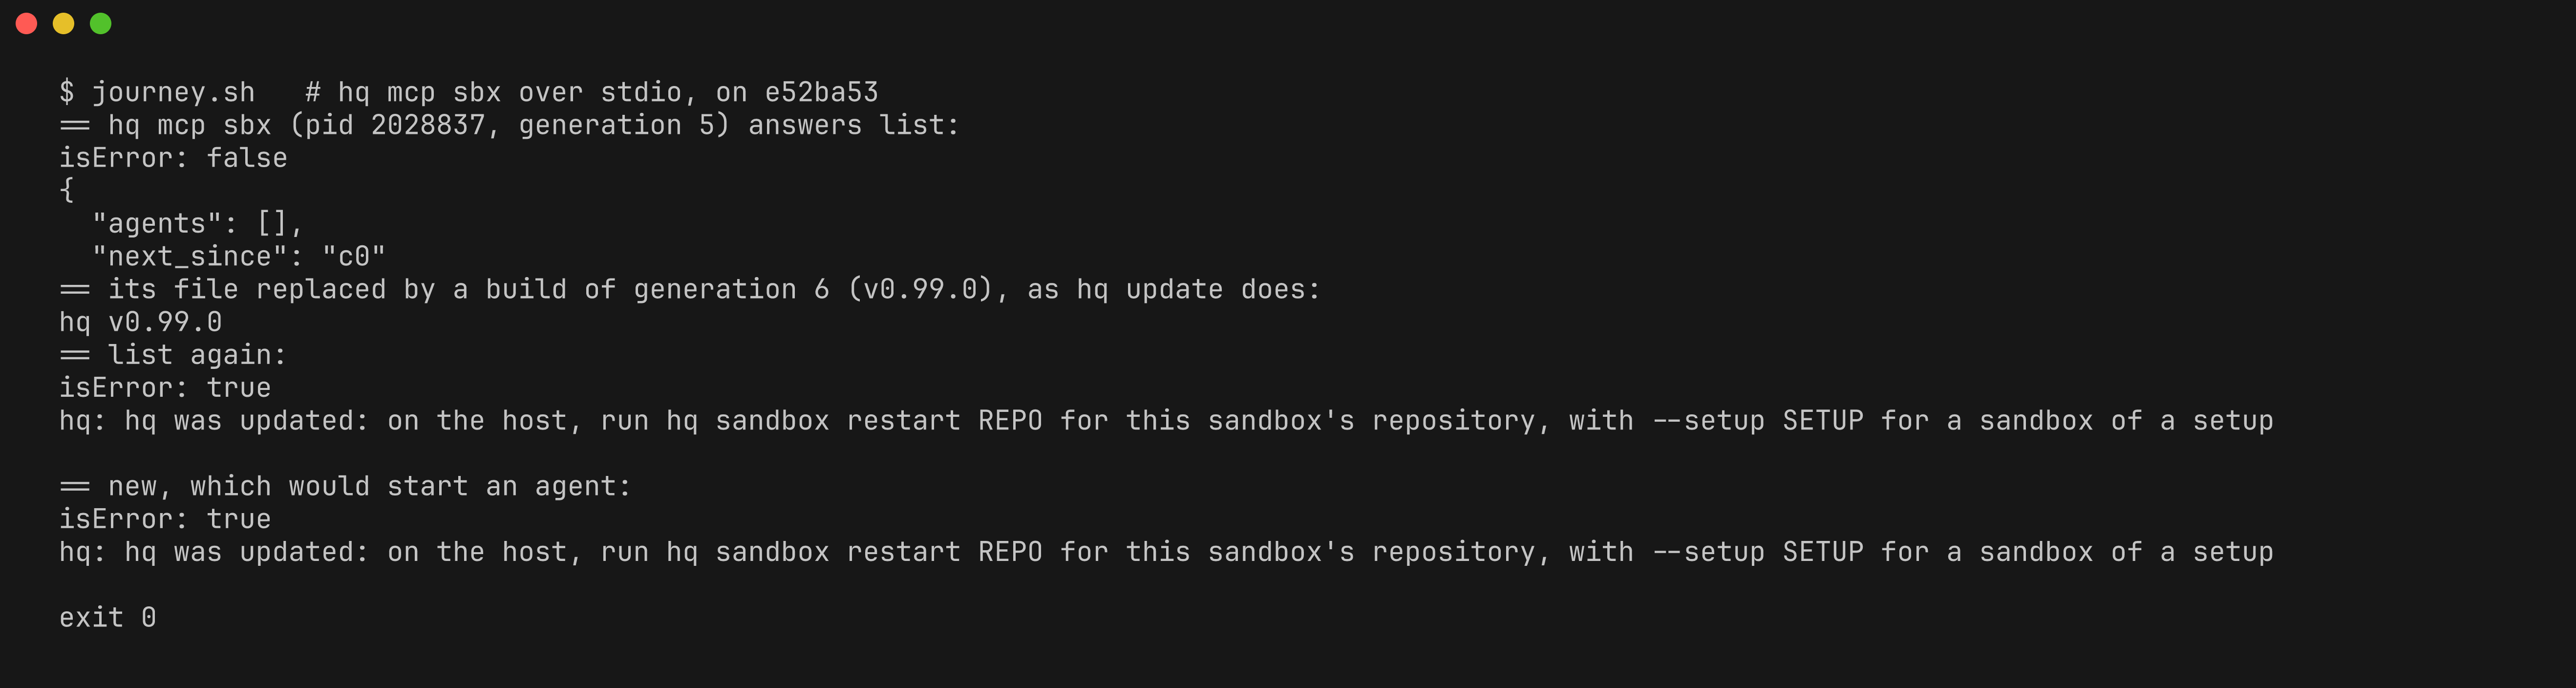 $ journey.sh   # hq mcp sbx over stdio, on e52ba53
== hq mcp sbx (pid 2028837, generation 5) answers list:
isError: false
{
  "agents": [],
  "next_since": "c0"
== its file replaced by a build of generation 6 (v0.99.0), as hq update does:
hq v0.99.0
== list again:
isError: true
hq: hq was updated: on the host, run hq sandbox restart REPO for this sandbox's repository, with --setup SETUP for a sandbox of a setup
== new, which would start an agent:
isError: true
hq: hq was updated: on the host, run hq sandbox restart REPO for this sandbox's repository, with --setup SETUP for a sandbox of a setup
exit 0